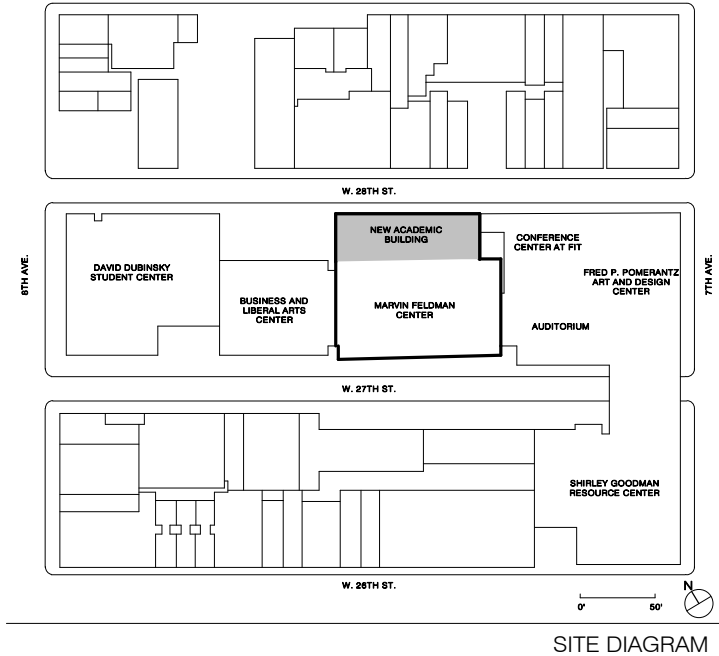 W. 28TH ST.
NEW ACADEMIC
BUILDING
CONFERENCE
CENTER AT FIT
8TH AVE.
DAVID DUBINSKY
STUDENT CENTER
FRED P. POMERANTZ
ART AND DESIGN
CENTER
7TH AVE.
BUSINESS AND
LIBERAL ARTS
CENTER
MARVIN FELDMAN
CENTER
AUDITORIUM
W. 27TH ST.
SHIRLEY GOODMAN
RESOURCE CENTER
W. 26TH ST.
N
0'
50'
SITE DIAGRAM